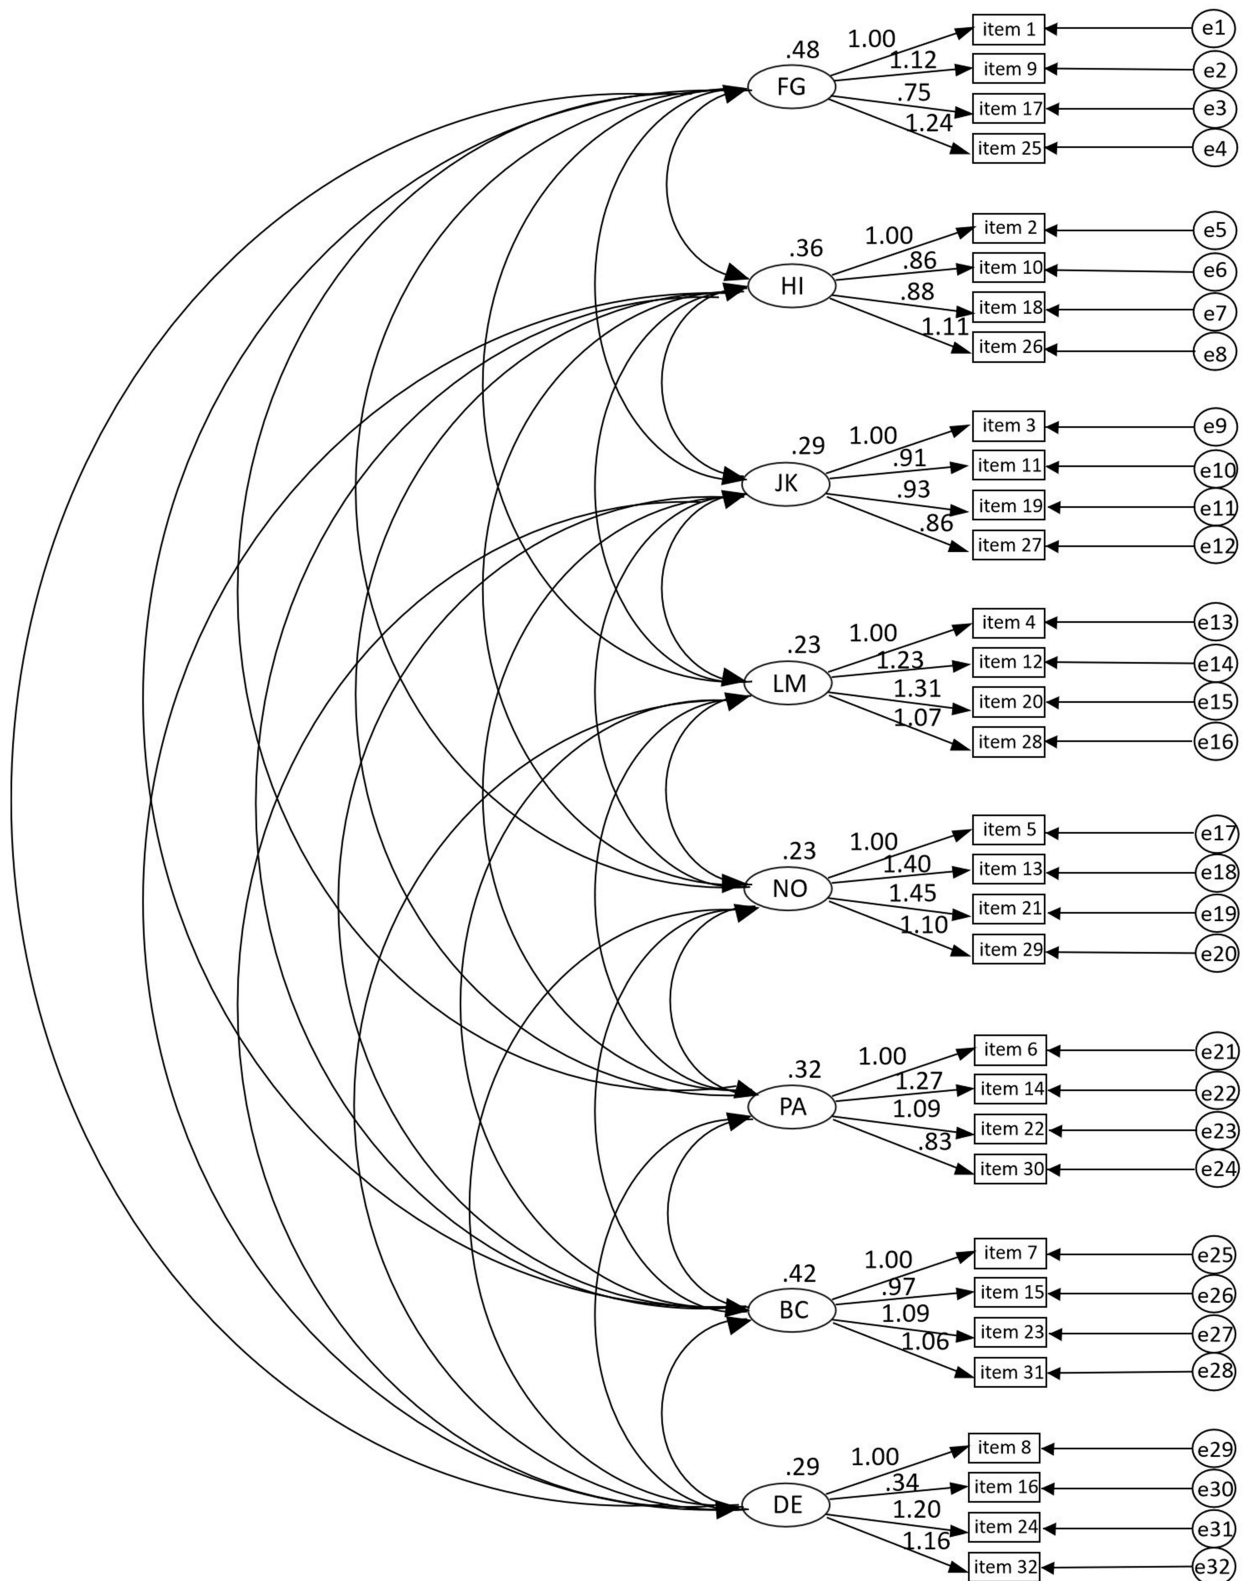 1.00 item 1 e1
.48 1.12 item 9 e2
FG .75 item 17 e3
1.24 item 25 e4
1.00 item 2 e5
.36 .86 item 10 e6
HI .88 item 18 e7
1.11 item 26 e8
1.00 item 3 e9
.29 .91 item 11 e10
JK .93 item 19 e11
.86 item 27 e12
1.00 item 4 e13
.23 1.23 item 12 e14
LM 1.31 item 20 e15
1.07 item 28 e16
1.00 item 5 e17
.23 1.40 item 13 e18
NO 1.45 item 21 e19
1.10 item 29 e20
1.00 item 6 e21
.32 1.27 item 14 e22
PA 1.09 item 22 e23
.83 item 30 e24
1.00 item 7 e25
.42 .97 item 15 e26
BC 1.09 item 23 e27
1.06 item 31 e28
1.00 item 8 e29
.29 .34 item 16 e30
DE 1.20 item 24 e31
1.16 item 32 e32